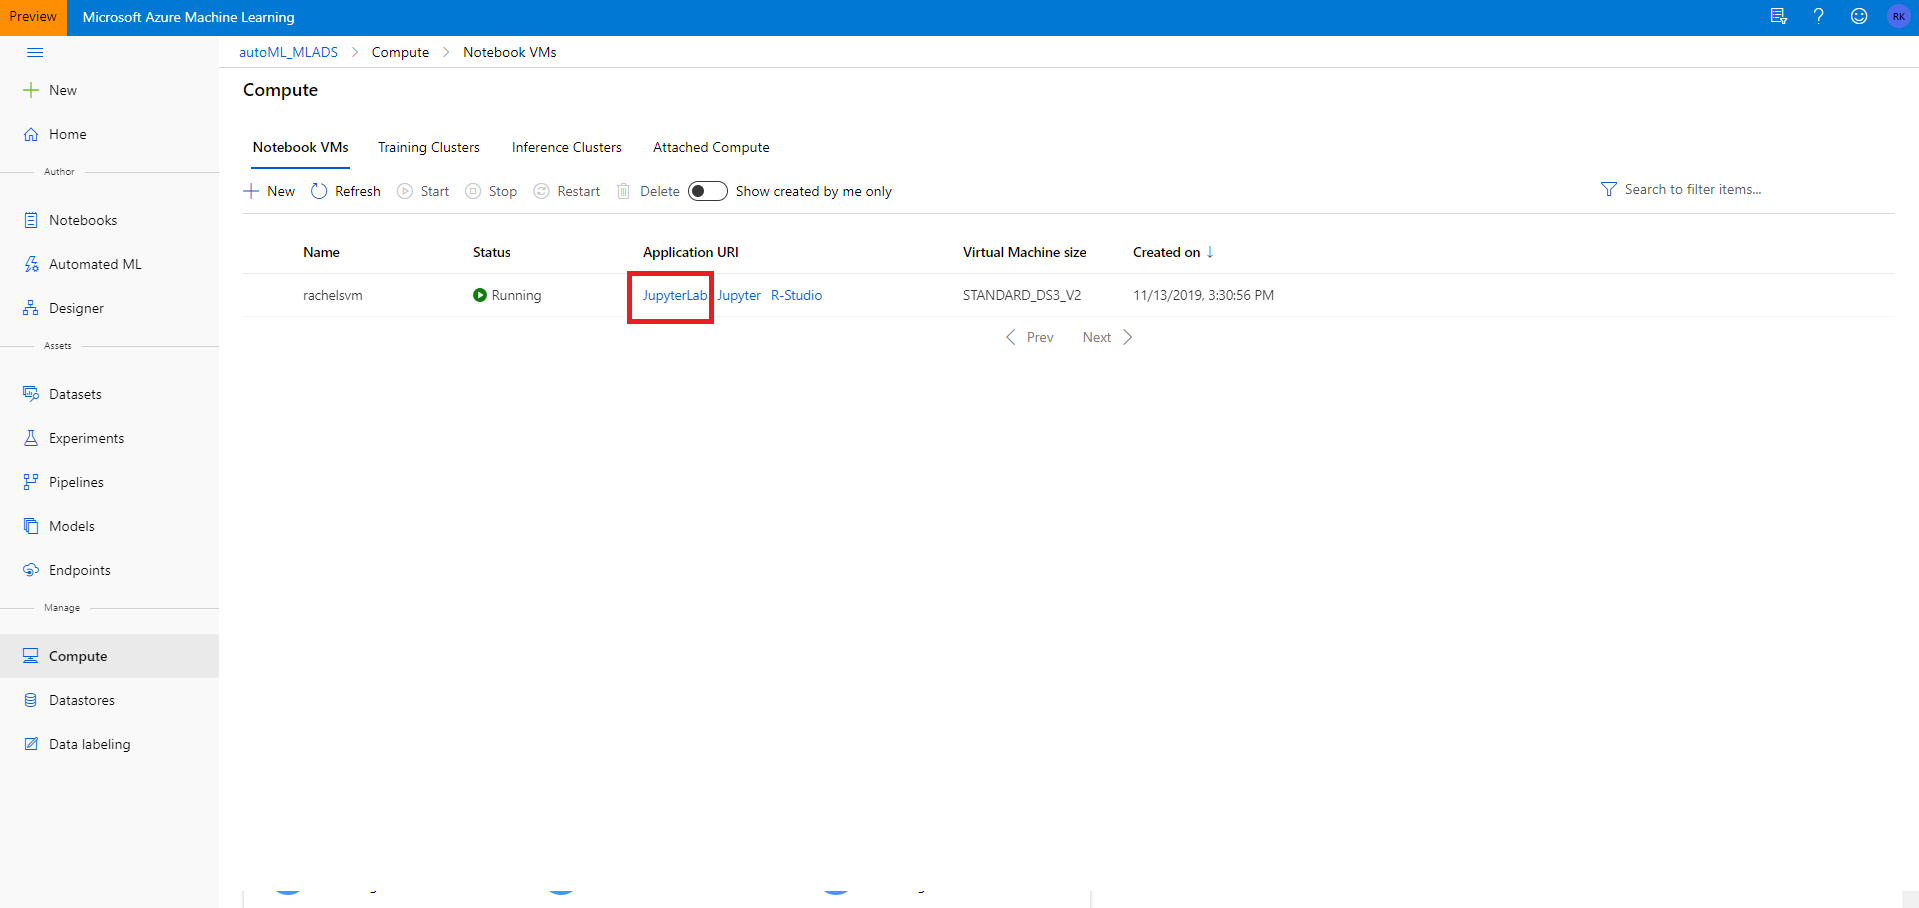 Preview
Microsoft Azure Machine Learning
RK
autoML_MLADS > Compute > Notebook VMs
New
Home
Author
Notebooks
Automated ML
Designer
Assets
Datasets
Experiments
Pipelines
Models
Endpoints
Manage
Compute
Datastores
Data labeling
Compute
Notebook VMs Training Clusters Inference Clusters Attached Compute
New Refresh Start Stop Restart Delete Show created by me only Search to filter items...
Name Status Application URI Virtual Machine size Created on ↓
rachelsvm Running JupyterLab Jupyter R-Studio STANDARD_DS3_V2 11/13/2019, 3:30:56 PM
Prev Next